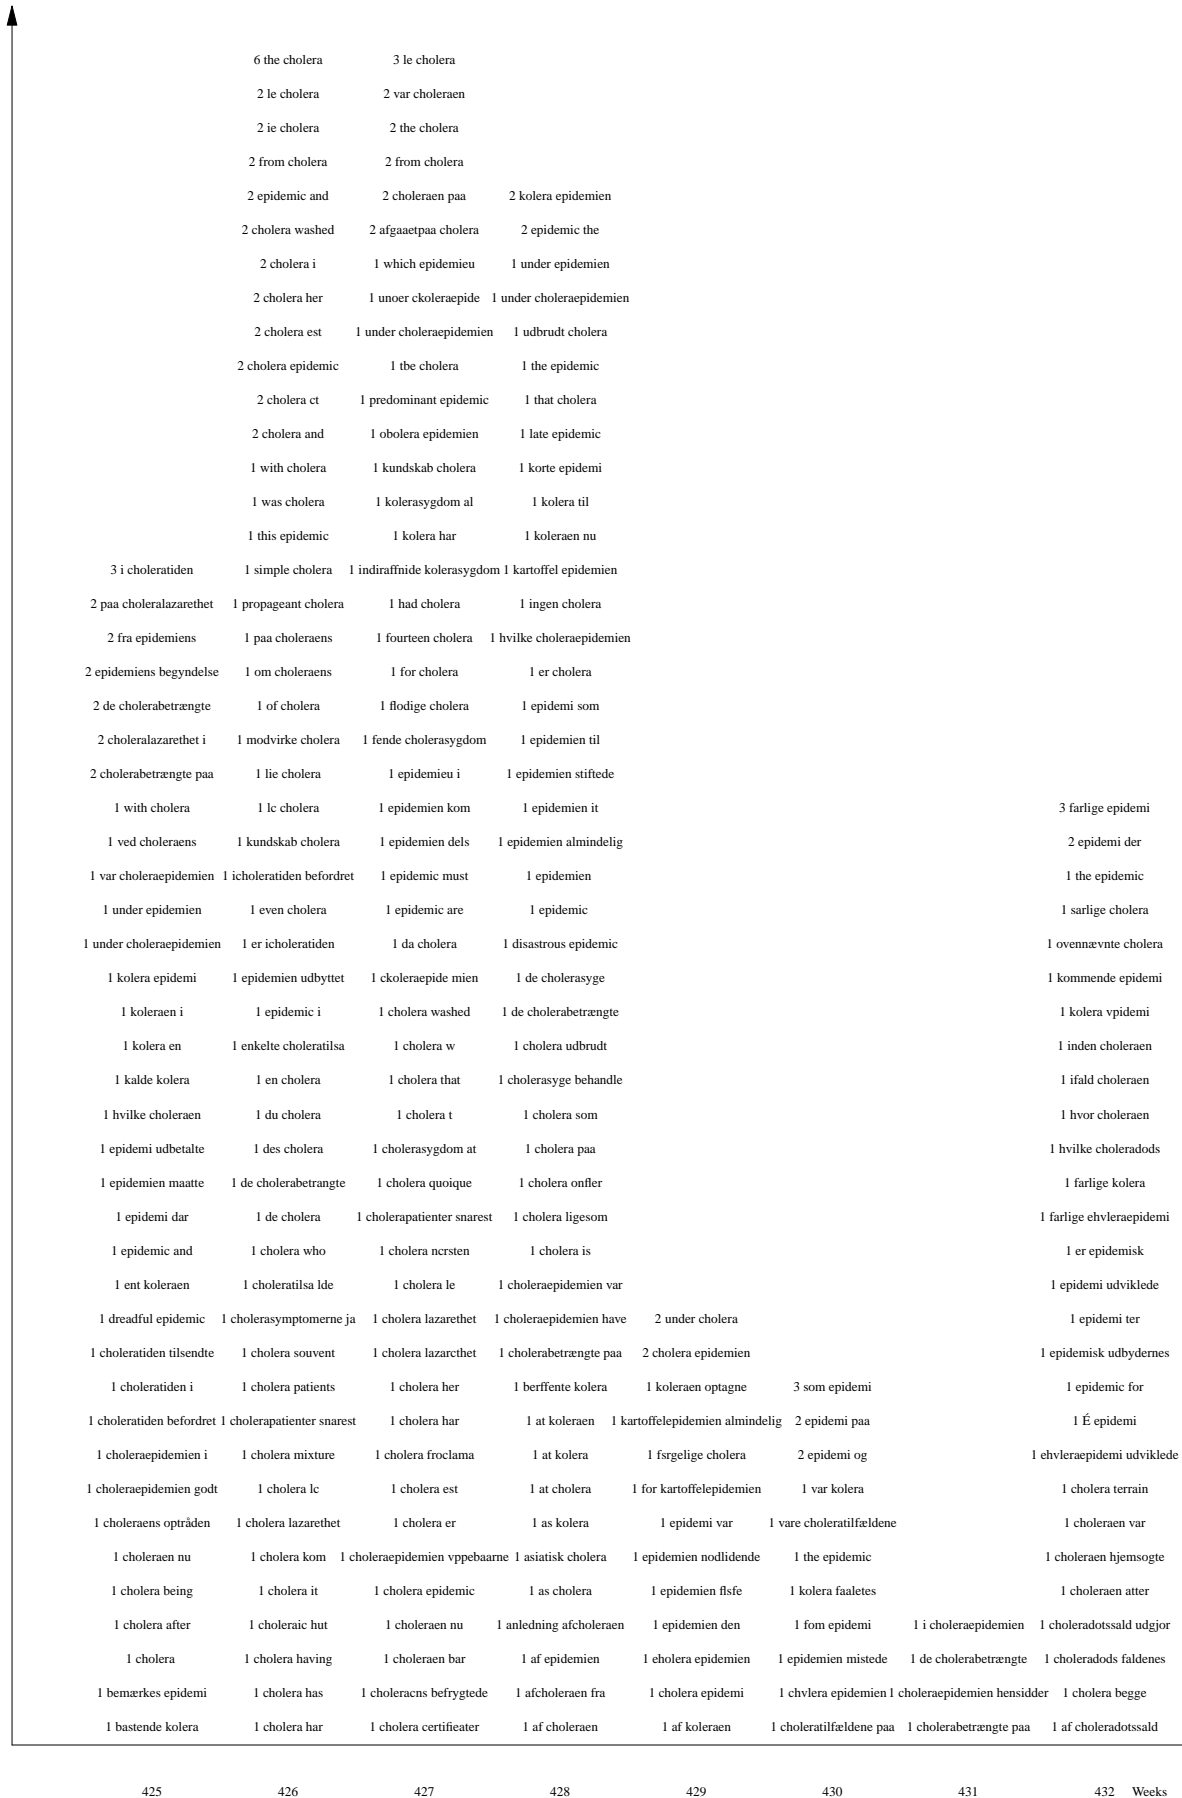 3 i choleratiden
2 paa choleralazarethet
2 fra epidemiens
2 epidemiens begyndelse
2 de cholerabetrængte
2 choleralazarethet i
2 cholerabetrængte paa
1 with cholera
1 ved choleraens
1 var choleraepidemien
1 under epidemien
1 under choleraepidemien
1 kolera epidemi
1 koleraen i
1 kolera en
1 kalde kolera
1 hvilke choleraen
1 epidemi udbetalte
1 epidemien maatte
1 epidemi dar
1 epidemic and
1 ent koleraen
1 dreadful epidemic
1 choleratiden tilsendte
1 choleratiden i
1 choleratiden befordret
1 choleraepidemien i
1 choleraepidemien godt
1 choleraens optråden
1 choleraen nu
1 cholera being
1 cholera after
1 cholera
1 bemærkes epidemi
1 bastende kolera
425
6 the cholera
2 le cholera
2 ie cholera
2 from cholera
2 epidemic and
2 cholera washed
2 cholera i
2 cholera her
2 cholera est
2 cholera epidemic
2 cholera ct
2 cholera and
1 with cholera
1 was cholera
1 this epidemic
1 simple cholera
1 propageant cholera
1 paa choleraens
1 om choleraens
1 of cholera
1 modvirke cholera
1 lie cholera
1 lc cholera
1 kundskab cholera
1 icholeratiden befordret
1 even cholera
1 er icholeratiden
1 epidemien udbyttet
1 epidemic i
1 enkelte choleratilsa
1 en cholera
1 du cholera
1 des cholera
1 de cholerabetrangte
1 de cholera
1 cholera who
1 choleratilsa lde
1 cholerasymptomerne ja
1 cholera souvent
1 cholera patients
1 cholerapatienter snarest
1 cholera mixture
1 cholera lc
1 cholera lazarethet
1 cholera kom
1 cholera it
1 choleraic hut
1 cholera having
1 cholera has
1 cholera har
426
3 le cholera
2 var choleraen
2 the cholera
2 from cholera
2 choleraen paa
2 afgaaetpaa cholera
1 which epidemieu
1 unoer ckoleraepide
1 under choleraepidemien
1 tbe cholera
1 predominant epidemic
1 obolera epidemien
1 kundskab cholera
1 kolerasygdom al
1 kolera har
1 indiraffnide kolerasygdom
1 had cholera
1 fourteen cholera
1 for cholera
1 flodige cholera
1 fende cholerasygdom
1 epidemieu i
1 epidemien kom
1 epidemien dels
1 epidemic must
1 epidemic are
1 da cholera
1 ckoleraepide mien
1 cholera washed
1 cholera w
1 cholera that
1 cholera t
1 cholerasygdom at
1 cholera quoique
1 cholerapatienter snarest
1 cholera ncrsten
1 cholera le
1 cholera lazarethet
1 cholera lazarcthet
1 cholera her
1 cholera har
1 cholera froclama
1 cholera est
1 cholera er
1 choleraepidemien vppebaarne
1 cholera epidemic
1 choleraen nu
1 choleraen bar
1 choleracns befrygtede
1 cholera certifieater
427
2 kolera epidemien
2 epidemic the
1 under epidemien
1 under choleraepidemien
1 udbrudt cholera
1 the epidemic
1 that cholera
1 late epidemic
1 korte epidemi
1 kolera til
1 koleraen nu
1 kartoffel epidemien
1 ingen cholera
1 hvilke choleraepidemien
1 er cholera
1 epidemi som
1 epidemien til
1 epidemien stiftede
1 epidemien it
1 epidemien almindelig
1 epidemien
1 epidemic
1 disastrous epidemic
1 de cholerasyge
1 de cholerabetrængte
1 cholera udbrudt
1 cholerasyge behandle
1 cholera som
1 cholera paa
1 cholera onfler
1 cholera ligesom
1 cholera is
1 choleraepidemien var
1 choleraepidemien have
1 cholerabetrængte paa
1 berffente kolera
1 at koleraen
1 at kolera
1 at cholera
1 as kolera
1 asiatisk cholera
1 as cholera
1 anledning afcholeraen
1 af epidemien
1 afcholeraen fra
1 af choleraen
428
2 under cholera
2 cholera epidemien
1 koleraen optagne
1 kartoffelepidemien almindelig
1 fsrgelige cholera
1 for kartoffelepidemien
1 epidemi var
1 epidemien nodlidende
1 epidemien flsfe
1 epidemien den
1 eholera epidemien
1 cholera epidemi
1 af koleraen
429
3 som epidemi
2 epidemi paa
2 epidemi og
1 var kolera
1 vare choleratilfældene
1 the epidemic
1 kolera faaletes
1 fom epidemi
1 epidemien mistede
1 chvlera epidemien
1 choleratilfældene paa
430
1 i choleraepidemien
1 de cholerabetrængte
1 choleraepidemien hensidder
1 cholerabetrængte paa
431
3 farlige epidemi
2 epidemi der
1 the epidemic
1 sarlige cholera
1 ovennævnte cholera
1 kommende epidemi
1 kolera vpidemi
1 inden choleraen
1 ifald choleraen
1 hvor choleraen
1 hvilke choleradods
1 farlige kolera
1 farlige ehvleraepidemi
1 er epidemisk
1 epidemi udviklede
1 epidemi ter
1 epidemisk udbydernes
1 epidemic for
1 É epidemi
1 ehvleraepidemi udviklede
1 cholera terrain
1 choleraen var
1 choleraen hjemsogte
1 choleraen atter
1 choleradotssald udgjor
1 choleradods faldenes
1 cholera begge
1 af choleradotssald
432
Weeks